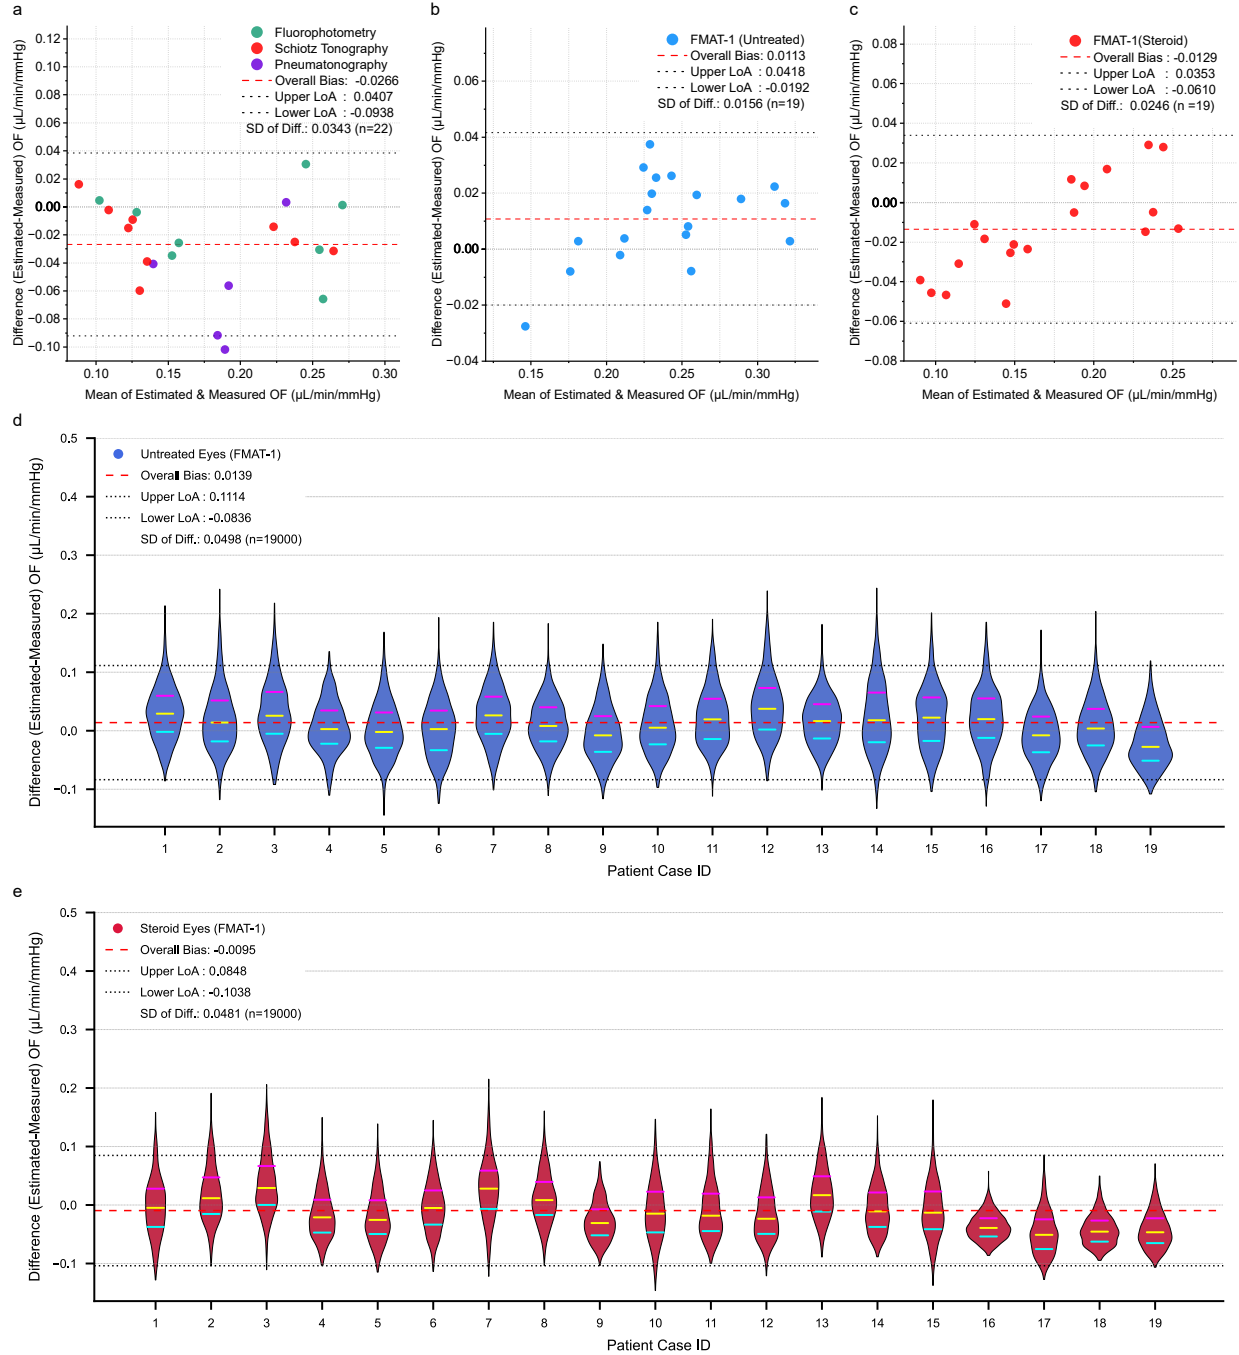 a
0.12
0.10
0.08
0.06
0.04
0.02
0.00
−0.02
−0.04
−0.06
−0.08
−0.10
0.10
0.15
0.20
0.25
0.30
Difference (Estimated-Measured) OF (µL/min/mmHg)
Mean of Estimated & Measured OF (µL/min/mmHg)
Fluorophotometry
Schiotz Tonography
Pneumatonography
Overall Bias: -0.0266
Upper LoA : 0.0407
Lower LoA : -0.0938
SD of Diff.: 0.0343 (n=22)
b
0.06
0.04
0.02
0.00
−0.02
−0.04
0.15
0.20
0.25
0.30
Difference (Estimated-Measured) OF (µL/min/mmHg)
Mean of Estimated & Measured OF (µL/min/mmHg)
FMAT-1 (Untreated)
Overall Bias: 0.0113
Upper LoA : 0.0418
Lower LoA : -0.0192
SD of Diff.: 0.0156 (n=19)
c
0.08
0.06
0.04
0.02
0.00
−0.02
−0.04
−0.06
−0.08
0.10
0.15
0.20
0.25
Difference (Estimated-Measured) OF (µL/min/mmHg)
Mean of Estimated & Measured OF (µL/min/mmHg)
FMAT-1(Steroid)
Overall Bias : -0.0129
Upper LoA : 0.0353
Lower LoA : -0.0610
SD of Diff.: 0.0246 (n =19)
d
0.5
0.4
0.3
0.2
0.1
0.0
−0.1
Difference (Estimated-Measured) OF (µL/min/mmHg)
Untreated Eyes (FMAT-1)
Overall Bias: 0.0139
Upper LoA : 0.1114
Lower LoA : -0.0836
SD of Diff.: 0.0498 (n=19000)
1 2 3 4 5 6 7 8 9 10 11 12 13 14 15 16 17 18 19
Patient Case ID
e
0.5
0.4
0.3
0.2
0.1
0.0
−0.1
Difference (Estimated-Measured) OF (µL/min/mmHg)
Steroid Eyes (FMAT-1)
Overall Bias: -0.0095
Upper LoA : 0.0848
Lower LoA : -0.1038
SD of Diff.: 0.0481 (n=19000)
1 2 3 4 5 6 7 8 9 10 11 12 13 14 15 16 17 18 19
Patient Case ID